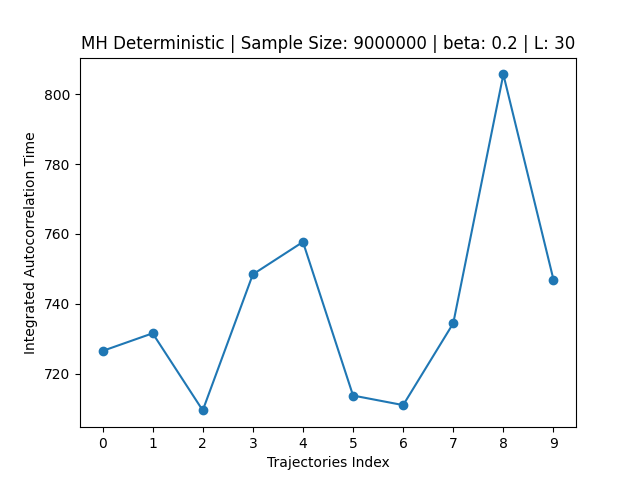 MH Deterministic | Sample Size: 9000000 | beta: 0.2 | L: 30
Integrated Autocorrelation Time
800
780
760
740
720
0 1 2 3 4 5 6 7 8 9
Trajectories Index